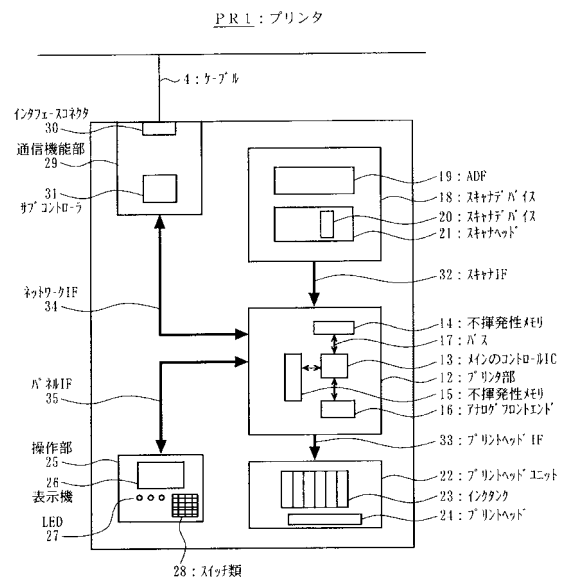 PR1：プリンタ
4：ｹｰﾌﾞﾙ
ｲﾝﾀﾌｪｰｽｺﾈｸﾀ
30
通信機能部
29
31
ｻﾌﾞｺﾝﾄﾛｰﾗ
19：ADF
18：ｽｷｬﾅﾃﾞﾊﾞｲｽ
20：ｽｷｬﾅﾃﾞﾊﾞｲｽ
21：ｽｷｬﾅﾍｯﾄﾞ
32：ｽｷｬﾅIF
ﾈｯﾄﾜｰｸIF
34
14：不揮発性ﾒﾓﾘ
17：ﾊﾞｽ
13：ﾒｲﾝのｺﾝﾄﾛｰﾙIC
12：ﾌﾟﾘﾝﾀ部
15：不揮発性ﾒﾓﾘ
16：ｱﾅﾛｸﾞﾌﾛﾝﾄｴﾝﾄﾞ
ﾊﾟﾈﾙIF
35
33：ﾌﾟﾘﾝﾄﾍｯﾄﾞIF
操作部
25
26
表示機
LED
27
22：ﾌﾟﾘﾝﾄﾍｯﾄﾞﾕﾆｯﾄ
23：ｲﾝｸﾀﾝｸ
24：ﾌﾟﾘﾝﾄﾍｯﾄﾞ
28：ｽｲｯﾁ類